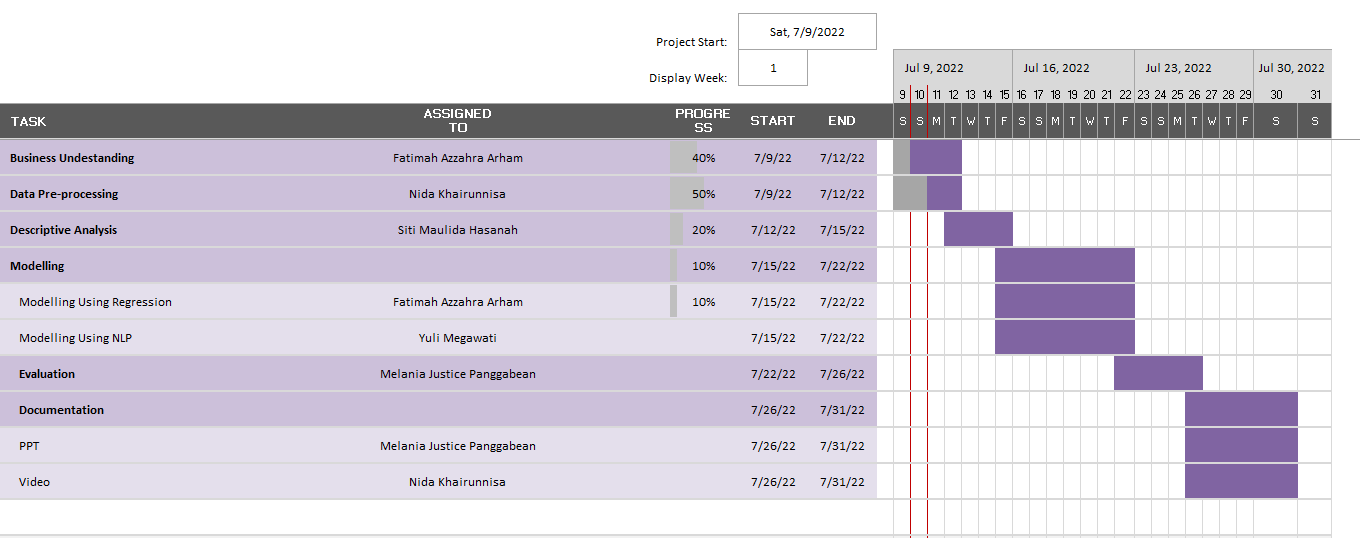 Project Start: Sat, 7/9/2022
Display Week: 1
Jul 9, 2022 Jul 16, 2022 Jul 23, 2022 Jul 30, 2022
9 10 11 12 13 14 15 16 17 18 19 20 21 22 23 24 25 26 27 28 29 30 31
TASK ASSIGNED TO PROGRE SS START END S S M T W T F S S M T W T F S S M T W T F S S
Business Undestanding Fatimah Azzahra Arham 40% 7/9/22 7/12/22
Data Pre-processing Nida Khairunnisa 50% 7/9/22 7/12/22
Descriptive Analysis Siti Maulida Hasanah 20% 7/12/22 7/15/22
Modelling 10% 7/15/22 7/22/22
Modelling Using Regression Fatimah Azzahra Arham 10% 7/15/22 7/22/22
Modelling Using NLP Yuli Megawati 7/15/22 7/22/22
Evaluation Melania Justice Panggabean 7/22/22 7/26/22
Documentation 7/26/22 7/31/22
PPT Melania Justice Panggabean 7/26/22 7/31/22
Video Nida Khairunnisa 7/26/22 7/31/22